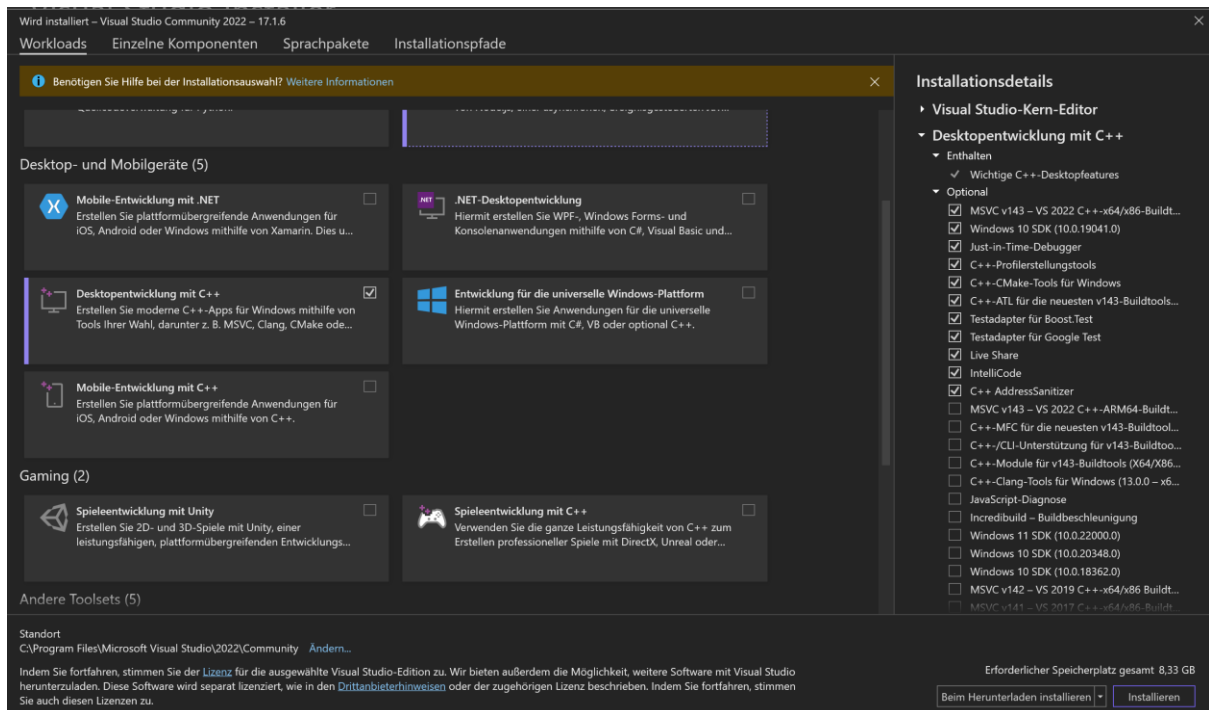 Wird installiert – Visual Studio Community 2022 – 17.1.6
Workloads Einzelne Komponenten Sprachpakete Installationspfade
Benötigen Sie Hilfe bei der Installationsauswahl? Weitere Informationen
Desktop- und Mobilgeräte (5)
Mobile-Entwicklung mit .NET
Erstellen Sie plattformübergreifende Anwendungen für
iOS, Android oder Windows mithilfe von Xamarin. Dies u...
.NET-Desktopentwicklung
Hiermit erstellen Sie WPF-, Windows Forms- und
Konsolenanwendungen mithilfe von C#, Visual Basic und...
Desktopentwicklung mit C++
Erstellen Sie moderne C++-Apps für Windows mithilfe von
Tools Ihrer Wahl, darunter z. B. MSVC, Clang, CMake ode...
Entwicklung für die universelle Windows-Plattform
Hiermit erstellen Sie Anwendungen für die universelle
Windows-Plattform mit C#, VB oder optional C++.
Mobile-Entwicklung mit C++
Erstellen Sie plattformübergreifende Anwendungen für
iOS, Android oder Windows mithilfe von C++.
Gaming (2)
Spieleentwicklung mit Unity
Erstellen Sie 2D- und 3D-Spiele mit Unity, einer
leistungsfähigen, plattformübergreifenden Entwicklungs...
Spieleentwicklung mit C++
Verwenden Sie die ganze Leistungsfähigkeit von C++ zum
Erstellen professioneller Spiele mit DirectX, Unreal oder...
Andere Toolsets (5)
Installationsdetails
Visual Studio-Kern-Editor
Desktopentwicklung mit C++
Enthalten
Wichtige C++-Desktopfeatures
Optional
MSVC v143 – VS 2022 C++-x64/x86-Buildt...
Windows 10 SDK (10.0.19041.0)
Just-in-Time-Debugger
C++-Profilerstellungstools
C++-CMake-Tools für Windows
C++-ATL für die neuesten v143-Buildtools...
Testadapter für Boost.Test
Testadapter für Google Test
Live Share
IntelliCode
C++ AddressSanitizer
MSVC v143 – VS 2022 C++-ARM64-Buildt...
C++-MFC für die neuesten v143-Buildtool...
C++-/CLI-Unterstützung für v143-Buildtoo...
C++-Module für v143-Buildtools (X64/X86...
C++-Clang-Tools für Windows (13.0.0 – x6...
JavaScript-Diagnose
Incredibuild – Buildbeschleunigung
Windows 11 SDK (10.0.22000.0)
Windows 10 SDK (10.0.20348.0)
Windows 10 SDK (10.0.18362.0)
MSVC v142 – VS 2019 C++-x64/x86 Buildt...
MSVC v141 – VS 2017 C++-x64/x86-Buildt...
Standort
C:\Program Files\Microsoft Visual Studio\2022\Community Ändern...
Indem Sie fortfahren, stimmen Sie der Lizenz für die ausgewählte Visual Studio-Edition zu. Wir bieten außerdem die Möglichkeit, weitere Software mit Visual Studio
herunterzuladen. Diese Software wird separat lizenziert, wie in den Drittanbieterhinweisen oder der zugehörigen Lizenz beschrieben. Indem Sie fortfahren, stimmen
Sie auch diesen Lizenzen zu.
Erforderlicher Speicherplatz gesamt 8,33 GB
Beim Herunterladen installieren Installieren